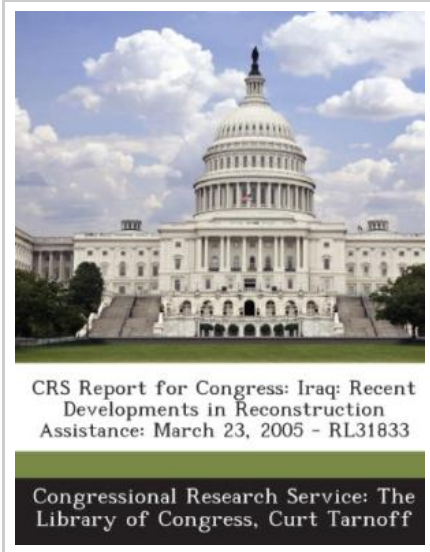 CRS Report for Congress: Iraq: Recent
Developments in Reconstruction
Assistance: March 23, 2005 - RL31833
Congressional Research Service: The
Library of Congress, Curt Tarnoff